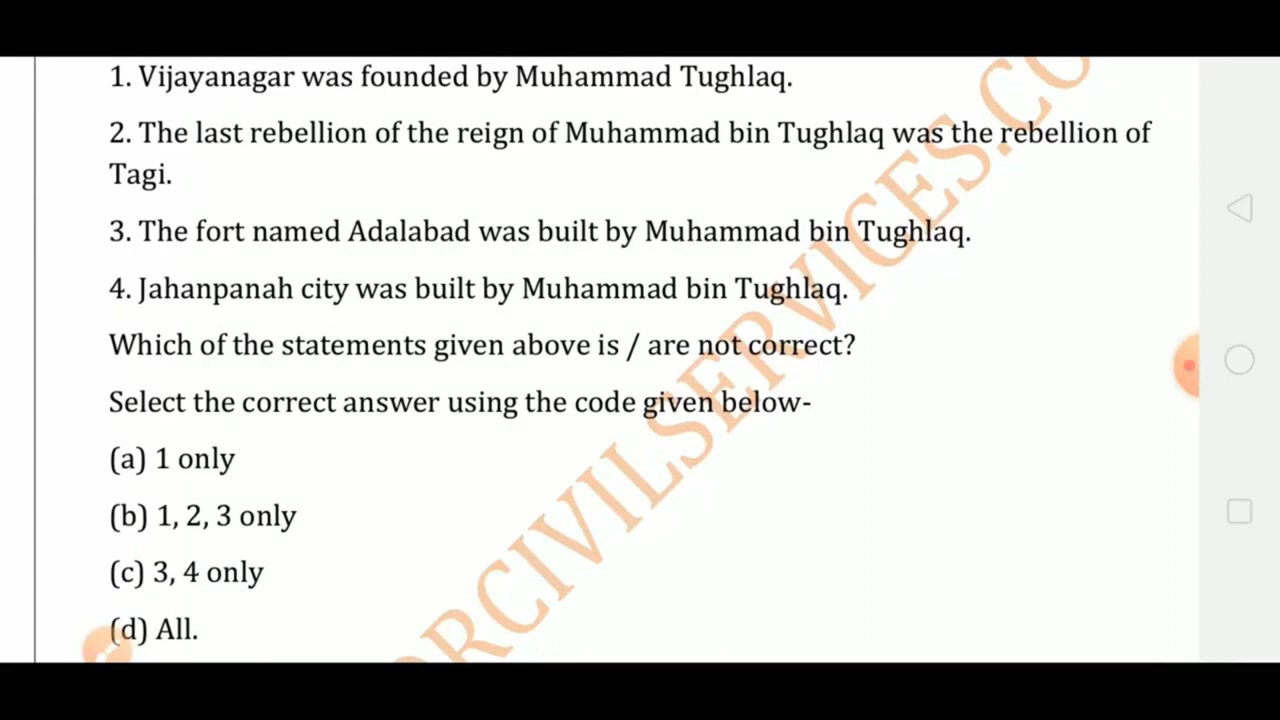 1. Vijayanagar was founded by Muhammad Tughlaq.
2. The last rebellion of the reign of Muhammad bin Tughlaq was the rebellion of
Tagi.
3. The fort named Adalabad was built by Muhammad bin Tughlaq.
4. Jahanpanah city was built by Muhammad bin Tughlaq.
Which of the statements given above is / are not correct?
Select the correct answer using the code given below-
(a) 1 only
(b) 1, 2, 3 only
(c) 3, 4 only
(d) All.
ORCIVILSERVICES.CO